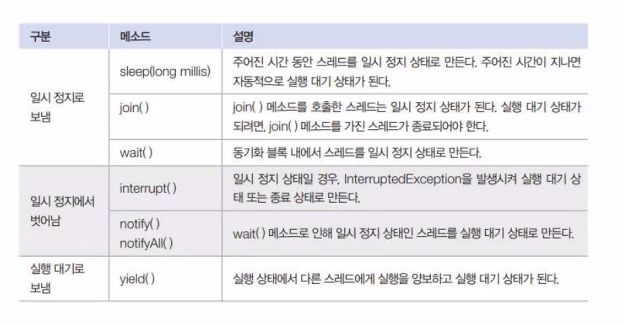 구분 메소드 설명
sleep(long millis) 주어진 시간 동안 스레드를 일시 정지 상태로 만든다. 주어진 시간이 지나면
자동적으로 실행 대기 상태가 된다.
일시 정지로
보냄
join( ) join( ) 메소드를 호출한 스레드는 일시 정지 상태가 된다. 실행 대기 상태가
되려면, join( ) 메소드를 가진 스레드가 종료되어야 한다.
wait( ) 동기화 블록 내에서 스레드를 일시 정지 상태로 만든다.
일시 정지에서
벗어남
interrupt( ) 일시 정지 상태일 경우, InterruptedException을 발생시켜 실행 대기 상
태 또는 종료 상태로 만든다.
notify( )
notifyAll( )
wait( ) 메소드로 인해 일시 정지 상태인 스레드를 실행 대기 상태로 만든다.
실행 대기로
보냄
yield( ) 실행 상태에서 다른 스레드에게 실행을 양보하고 실행 대기 상태가 된다.